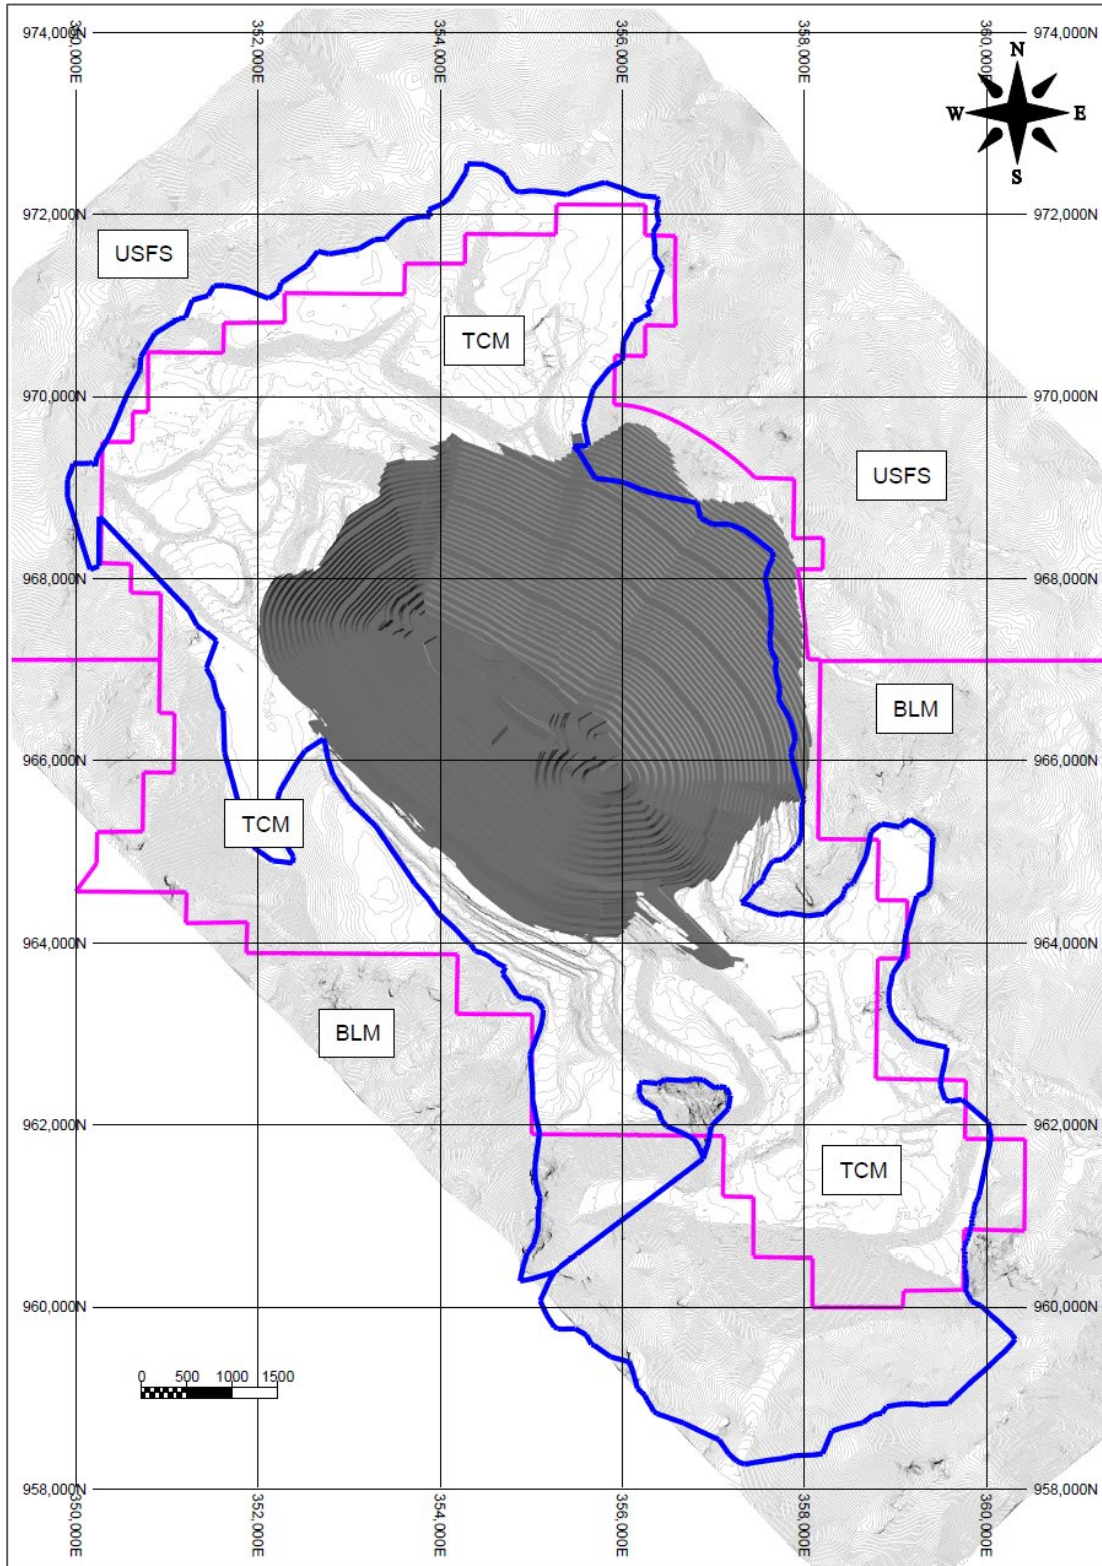 350,000E
352,000E
354,000E
356,000E
358,000E
360,000E
974,000N
974,000N
N
W
E
S
972,000N
972,000N
USFS
TCM
970,000N
970,000N
USFS
968,000N
968,000N
BLM
966,000N
966,000N
TCM
964,000N
964,000N
BLM
962,000N
962,000N
TCM
960,000N
960,000N
0 500 1000 1500
958,000N
958,000N
350,000E
352,000E
354,000E
356,000E
358,000E
360,000E